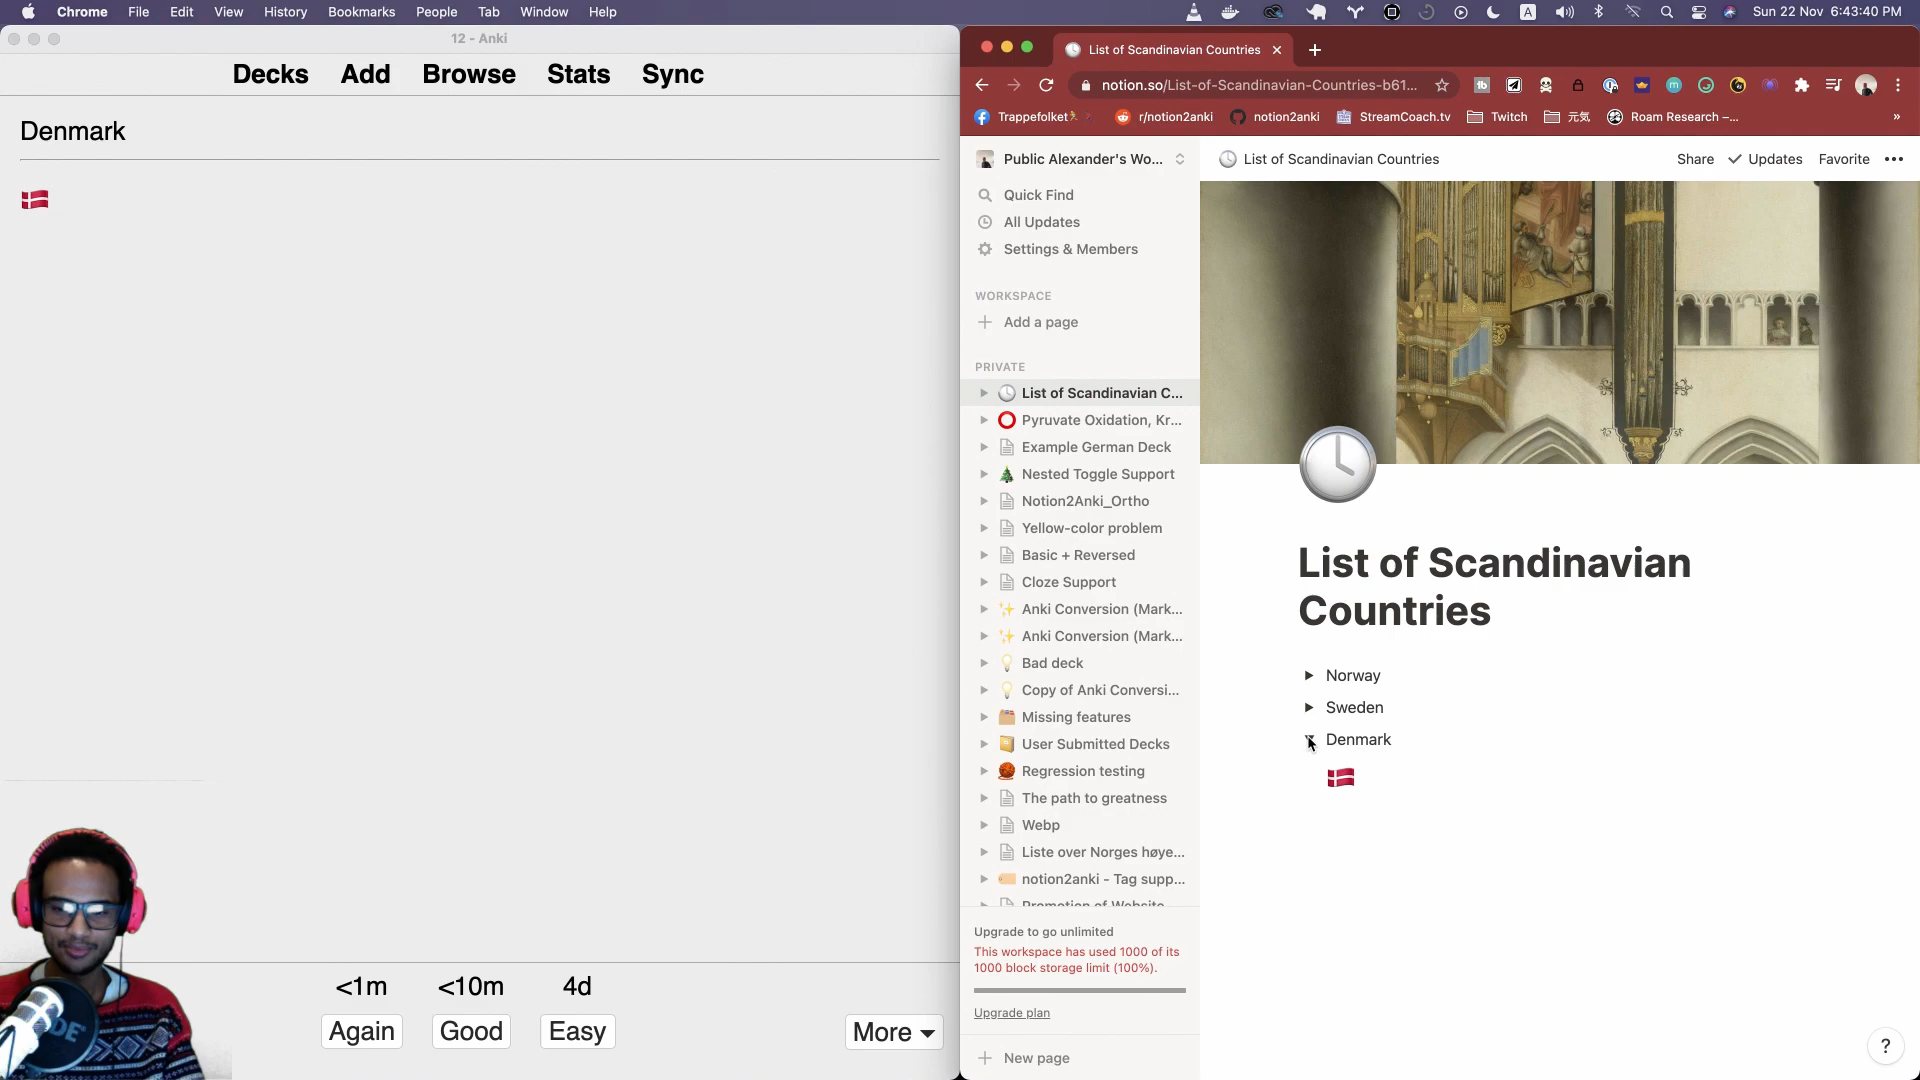 Chrome File Edit View History Bookmarks People Tab Window Help
A
Sun 22 Nov 6:43:40 PM
12 - Anki
Decks Add Browse Stats Sync
Denmark
<1m <10m 4d
Again Good Easy
More
List of Scandinavian Countries
notion.so/List-of-Scandinavian-Countries-b61...
Trappefolket r/notion2anki notion2anki StreamCoach.tv Twitch 元気 Roam Research –... »
Public Alexander's Wo...
Quick Find
All Updates
Settings & Members
WORKSPACE
Add a page
PRIVATE
List of Scandinavian C...
Pyruvate Oxidation, Kr...
Example German Deck
Nested Toggle Support
Notion2Anki_Ortho
Yellow-color problem
Basic + Reversed
Cloze Support
Anki Conversion (Mark...
Anki Conversion (Mark...
Bad deck
Copy of Anki Conversi...
Missing features
User Submitted Decks
Regression testing
The path to greatness
Webp
Liste over Norges høye...
notion2anki - Tag supp...
Promotion of Website
Upgrade to go unlimited
This workspace has used 1000 of its
1000 block storage limit (100%).
Upgrade plan
New page
List of Scandinavian Countries
Share Updates Favorite •••
List of Scandinavian
Countries
Norway
Sweden
Denmark
?